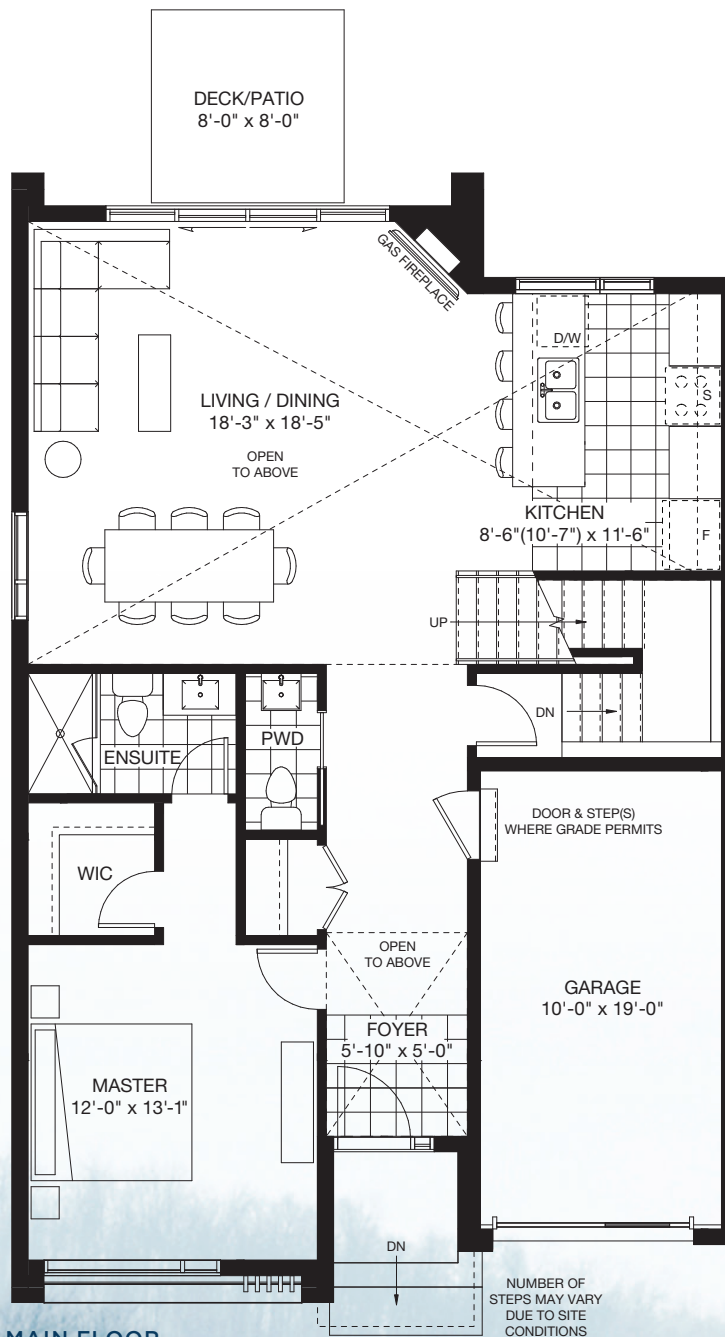 DECK/PATIO
8'-0" x 8'-0"
GAS FIREPLACE
D/W
LIVING / DINING
18'-3" x 18'-5"
OPEN
TO ABOVE
S
KITCHEN
8'-6"(10'-7") x 11'-6"
F
UP
DN
ENSUITE
PWD
DOOR & STEP(S)
WHERE GRADE PERMITS
WIC
OPEN
TO ABOVE
GARAGE
10'-0" x 19'-0"
FOYER
5'-10" x 5'-0"
MASTER
12'-0" x 13'-1"
DN
NUMBER OF
STEPS MAY VARY
DUE TO SITE
CONDITIONS
MAIN FLOOR